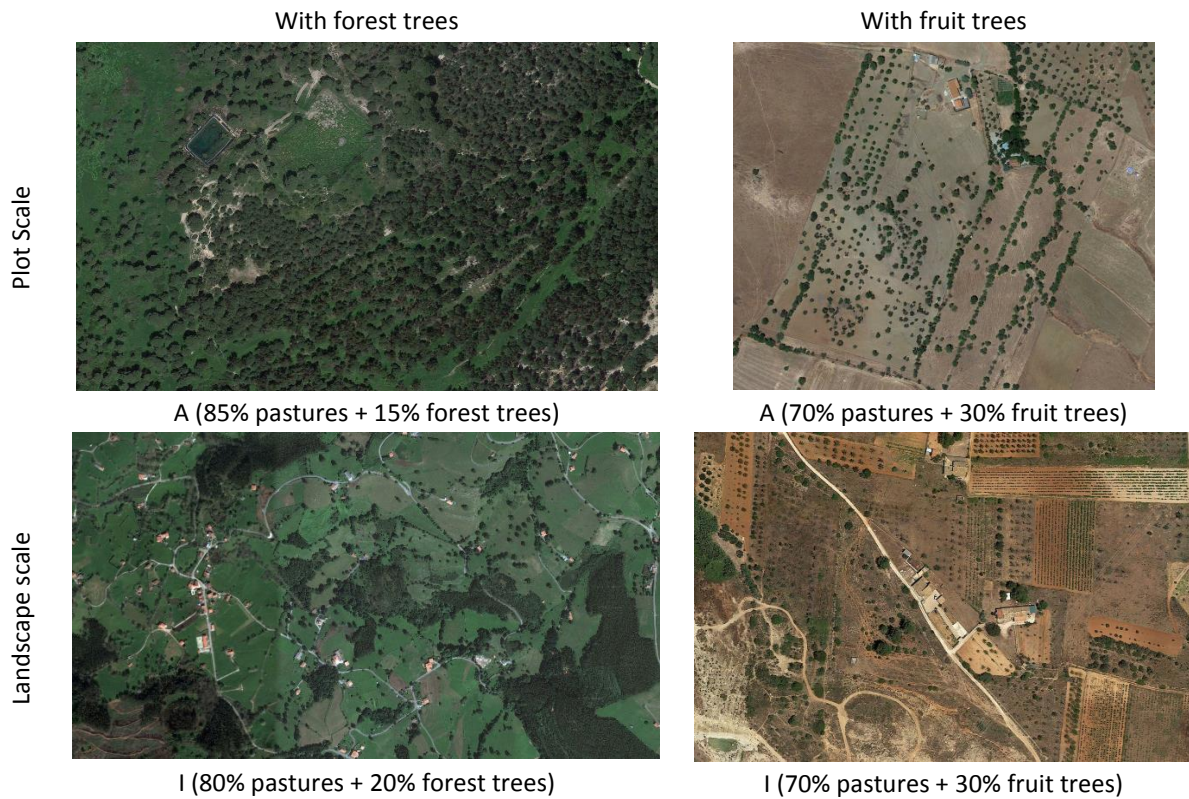 With forest trees
With fruit trees
Plot Scale
A (85% pastures + 15% forest trees)
A (70% pastures + 30% fruit trees)
Landscape scale
I (80% pastures + 20% forest trees)
I (70% pastures + 30% fruit trees)